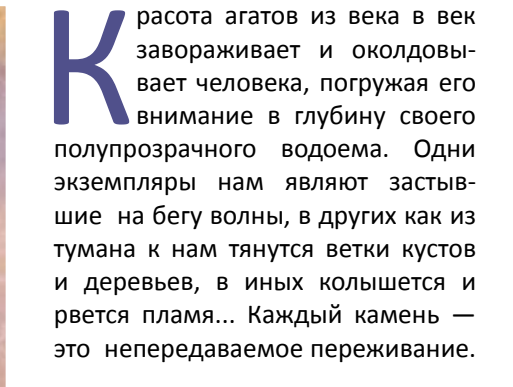 Красота агатов из века в век
завораживает и околдовы-
вает человека, погружая его
внимание в глубину своего
полупрозрачного водоема. Одни
экземпляры нам являют застыв-
шие на бегу волны, в других как из
тумана к нам тянутся ветки кустов
и деревьев, в иных колышется и
рвется пламя... Каждый камень —
это непередаваемое переживание.